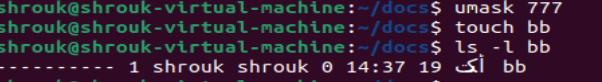 shrouk@shrouk-virtual-machine:~/docs$ umask 777
shrouk@shrouk-virtual-machine:~/docs$ touch bb
shrouk@shrouk-virtual-machine:~/docs$ ls -l bb
---------- 1 shrouk shrouk 0 أكت 19 14:37 bb